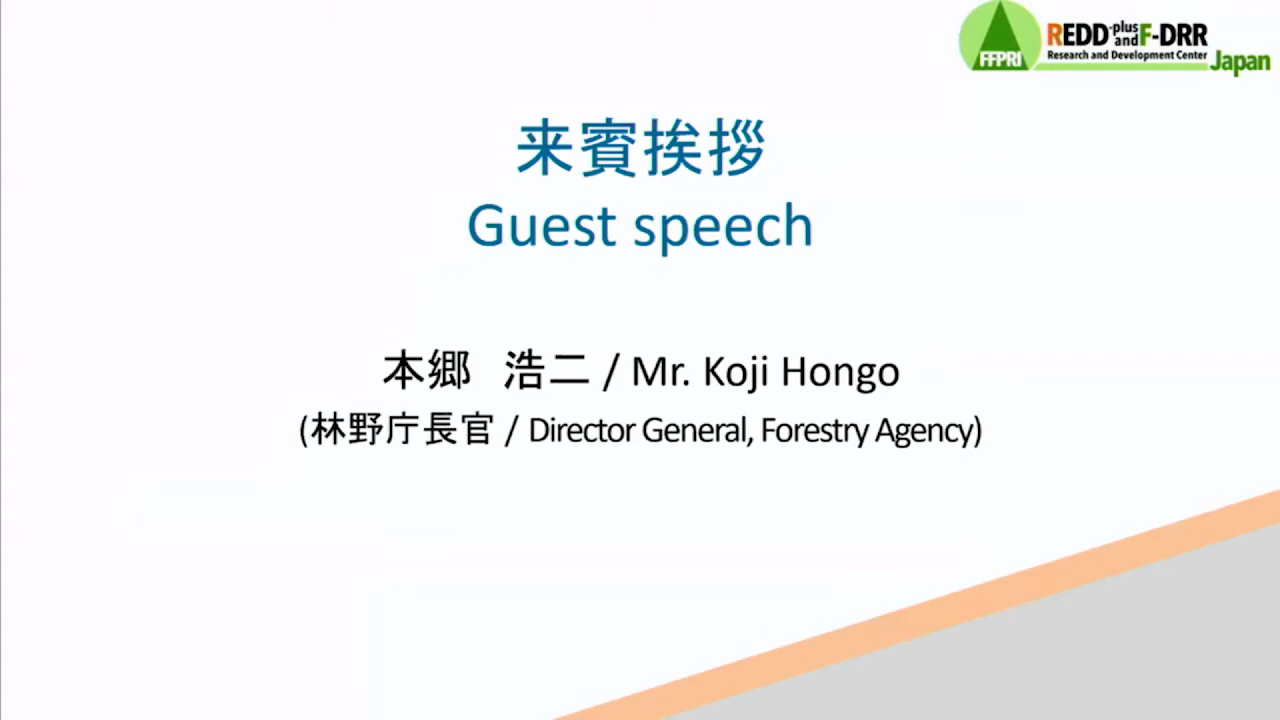 FFPRI
REDD-plus and F-DRR
Research and Development Center
Japan
来賓挨拶
Guest speech
本郷 浩二 / Mr. Koji Hongo
(林野庁長官 / Director General, Forestry Agency)